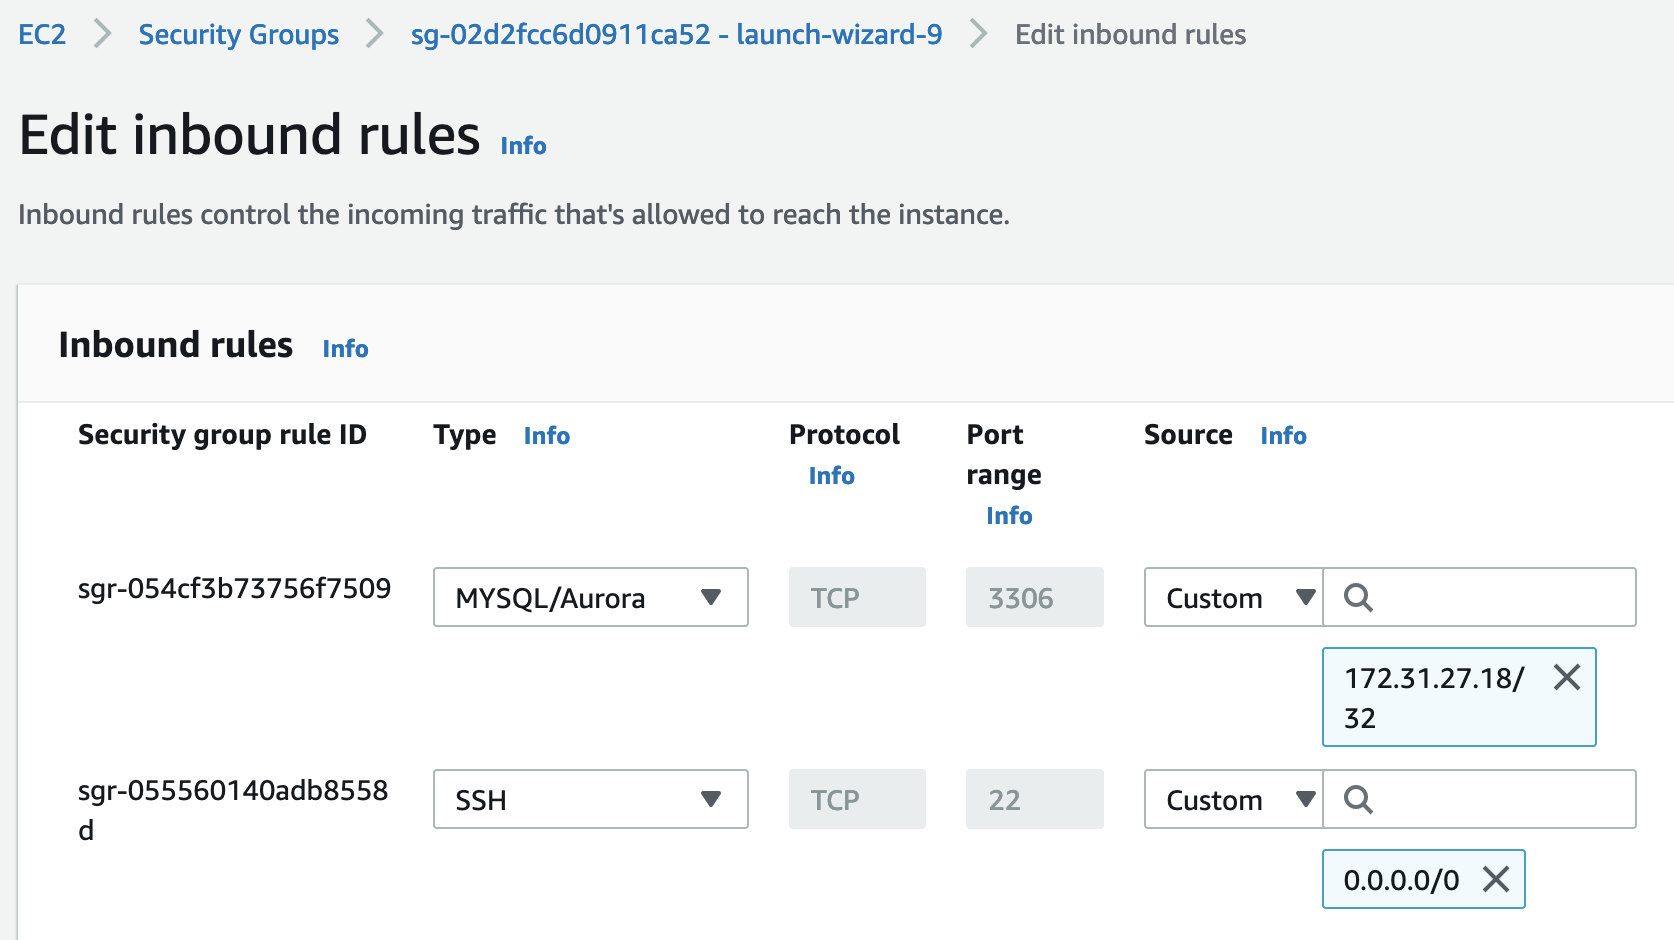 EC2 > Security Groups > sg-02d2fcc6d0911ca52 - launch-wizard-9 > Edit inbound rules
Edit inbound rules Info
Inbound rules control the incoming traffic that's allowed to reach the instance.
Inbound rules Info
Security group rule ID Type Info Protocol Port Source Info
Info range
Info
sgr-054cf3b73756f7509 MYSQL/Aurora TCP 3306 Custom
172.31.27.18/
32
sgr-055560140adb8558 SSH TCP 22 Custom
d
0.0.0.0/0